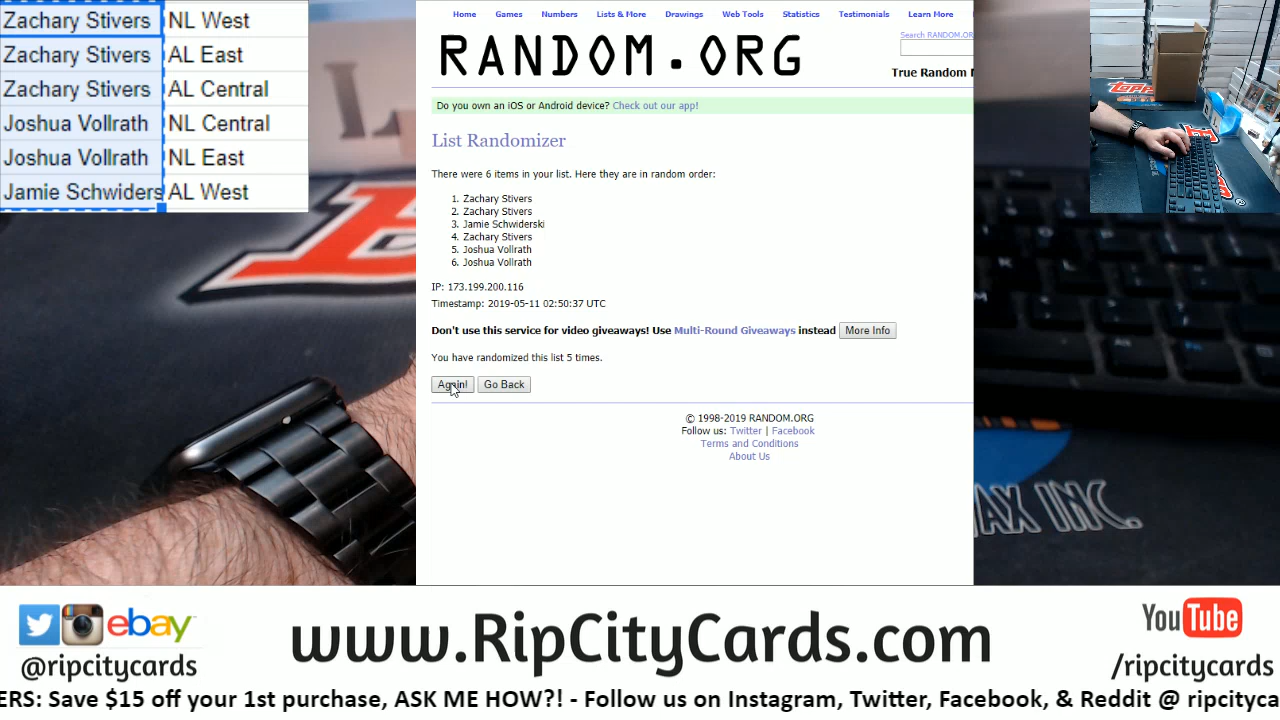 Zachary Stivers NL West
Zachary Stivers AL East
Zachary Stivers AL Central
Joshua Vollrath NL Central
Joshua Vollrath NL East
Jamie Schwiders AL West
Home Games Numbers Lists & More Drawings Web Tools Statistics Testimonials Learn More
Search RANDOM.OR
RANDOM.ORG
True Random
Do you own an iOS or Android device? Check out our app!
List Randomizer
There were 6 items in your list. Here they are in random order:
1. Zachary Stivers
2. Zachary Stivers
3. Jamie Schwiderski
4. Zachary Stivers
5. Joshua Vollrath
6. Joshua Vollrath
IP: 173.199.200.116
Timestamp: 2019-05-11 02:50:37 UTC
Don't use this service for video giveaways! Use Multi-Round Giveaways instead More Info
You have randomized this list 5 times.
Again! Go Back
© 1998-2019 RANDOM.ORG
Follow us: Twitter | Facebook
Terms and Conditions
About Us
MAX INC.
ebay
@ripcitycards
www.RipCityCards.com
YouTube
/ripcitycards
ERS: Save $15 off your 1st purchase, ASK ME HOW?! - Follow us on Instagram, Twitter, Facebook, & Reddit @ ripcityca